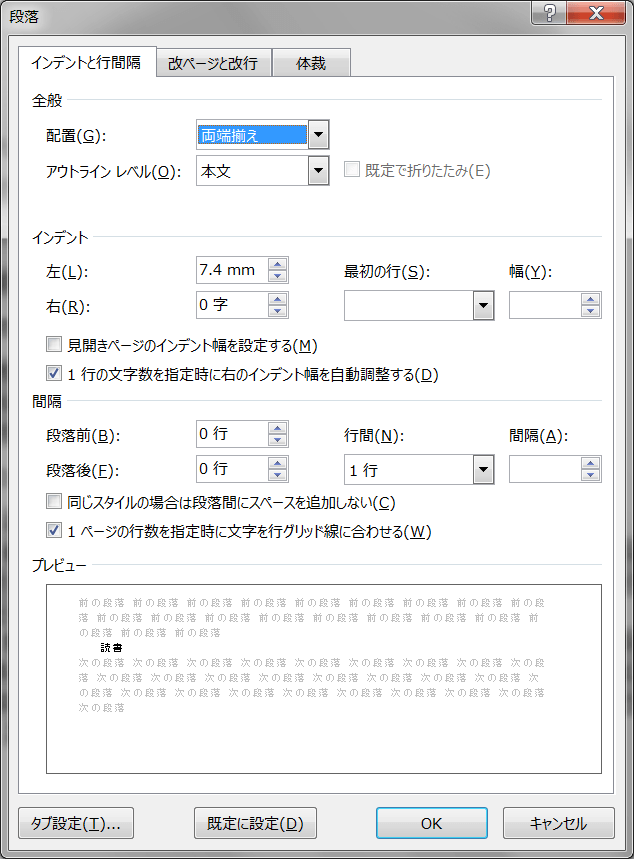 段落
インデントと行間隔 改ページと改行 体裁
全般
配置(G): 両端揃え
アウトライン レベル(O): 本文 既定で折りたたみ(E)
インデント
左(L): 7.4 mm 最初の行(S): 幅(Y):
右(R): 0 字
見開きページのインデント幅を設定する(M)
1 行の文字数を指定時に右のインデント幅を自動調整する(D)
間隔
段落前(B): 0 行 行間(N): 間隔(A):
段落後(F): 0 行 1 行
同じスタイルの場合は段落間にスペースを追加しない(C)
1 ページの行数を指定時に文字を行グリッド線に合わせる(W)
プレビュー
前の段落 前の段落 前の段落 前の段落 前の段落 前の段落 前の段落 前の段落 前の段
落 前の段落 前の段落 前の段落 前の段落 前の段落 前の段落 前の段落 前の段落 前
の段落 前の段落 前の段落
読書
次の段落 次の段落 次の段落 次の段落 次の段落 次の段落 次の段落 次の段落 次の段
落 次の段落 次の段落 次の段落 次の段落 次の段落 次の段落 次の段落 次の段落 次
の段落 次の段落 次の段落 次の段落 次の段落 次の段落 次の段落 次の段落 次の段落
次の段落
タブ設定(T)... 既定に設定(D) OK キャンセル